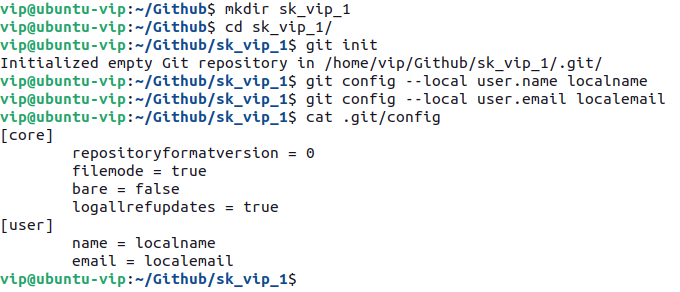 vip@ubuntu-vip:~/Github$ mkdir sk_vip_1
vip@ubuntu-vip:~/Github$ cd sk_vip_1/
vip@ubuntu-vip:~/Github/sk_vip_1$ git init
Initialized empty Git repository in /home/vip/Github/sk_vip_1/.git/
vip@ubuntu-vip:~/Github/sk_vip_1$ git config --local user.name localname
vip@ubuntu-vip:~/Github/sk_vip_1$ git config --local user.email localemail
vip@ubuntu-vip:~/Github/sk_vip_1$ cat .git/config
[core]
        repositoryformatversion = 0
        filemode = true
        bare = false
        logallrefupdates = true
[user]
        name = localname
        email = localemail
vip@ubuntu-vip:~/Github/sk_vip_1$